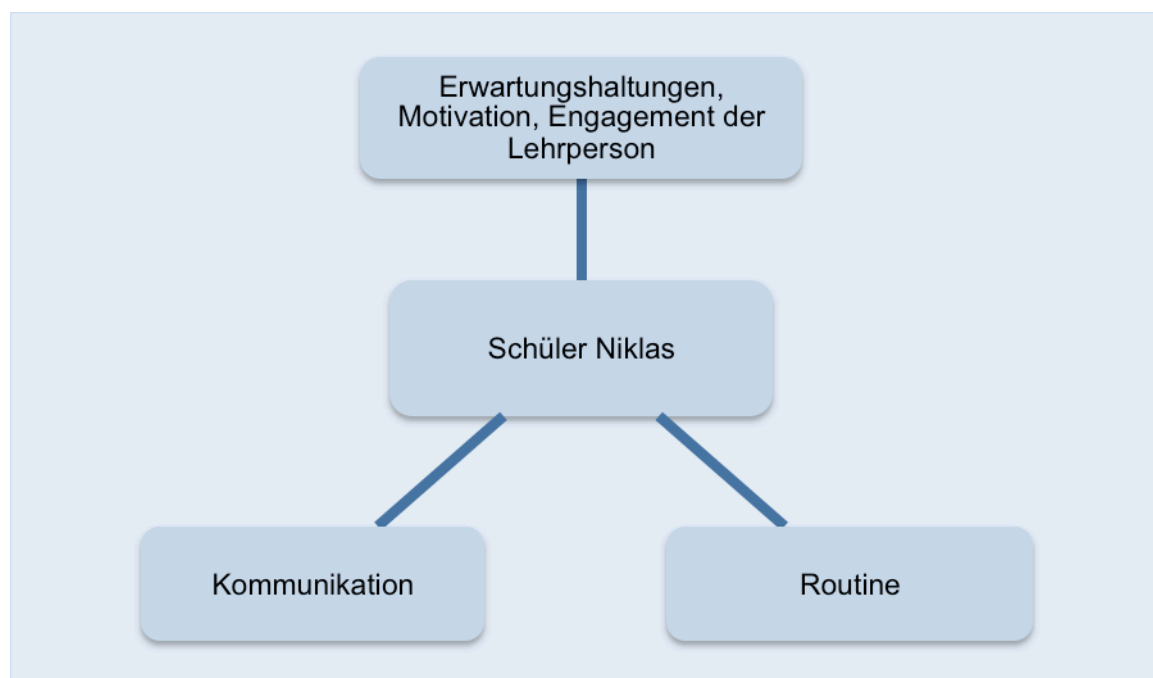 Erwartungshaltungen,
Motivation, Engagement der
Lehrperson
Schüler Niklas
Kommunikation
Routine